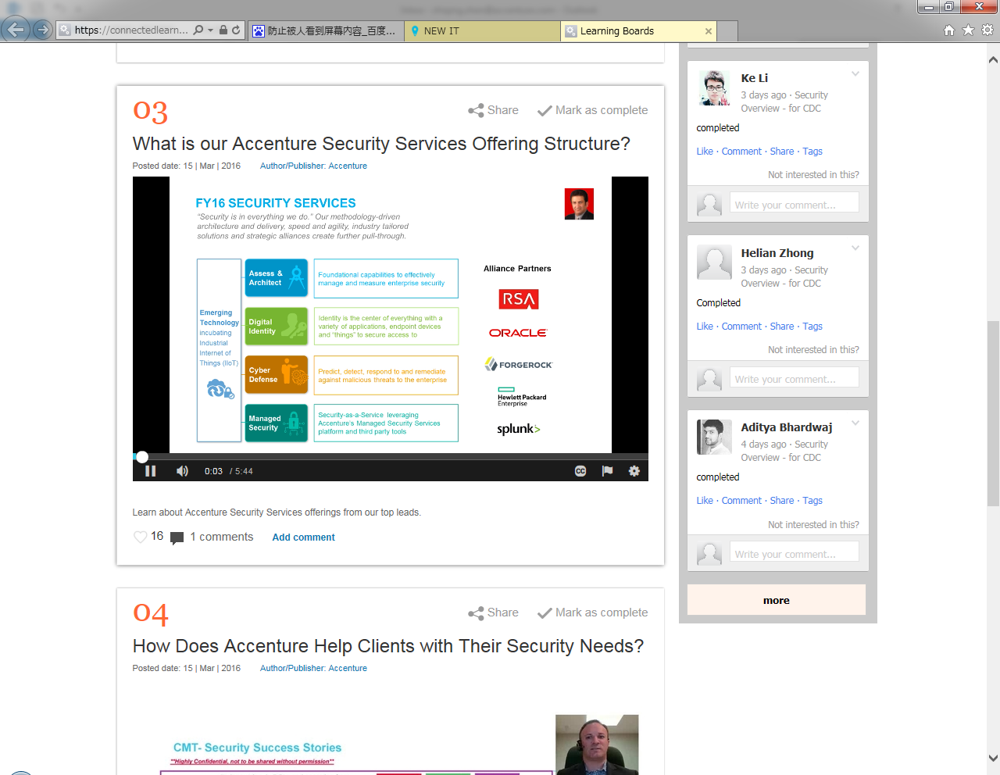 https://connectedlearn...
防止被人看到屏幕内容_百度...
NEW IT
Learning Boards
03
Share
Mark as complete
What is our Accenture Security Services Offering Structure?
Posted date: 15 | Mar | 2016
Author/Publisher: Accenture
FY16 SECURITY SERVICES
“Security is in everything we do.” Our methodology-driven
architecture and delivery, speed and agility, industry tailored
solutions and strategic alliances create further pull-through.
Emerging
Technology
incubating
Industrial
Internet of
Things (IIoT)
Assess &
Architect
Foundational capabilities to effectively
manage and measure enterprise security
Digital
Identity
Identity is the center of everything with a
variety of applications, endpoint devices
and “things” to secure access to
Cyber
Defense
Predict, detect, respond to and remediate
against malicious threats to the enterprise
Managed
Security
Security-as-a-Service leveraging
Accenture's Managed Security Services
platform and third party tools
Alliance Partners
RSA
ORACLE
FORGEROCK
Hewlett Packard
Enterprise
splunk>
0:03 / 5:44
CC
Learn about Accenture Security Services offerings from our top leads.
16
1 comments
Add comment
04
Share
Mark as complete
How Does Accenture Help Clients with Their Security Needs?
Posted date: 15 | Mar | 2016
Author/Publisher: Accenture
CMT- Security Success Stories
**Highly Confidential, not to be shared without permission**
Ke Li
3 days ago · Security
Overview - for CDC
completed
Like · Comment · Share · Tags
Not interested in this?
Write your comment...
Helian Zhong
3 days ago · Security
Overview - for CDC
Completed
Like · Comment · Share · Tags
Not interested in this?
Write your comment...
Aditya Bhardwaj
4 days ago · Security
Overview - for CDC
completed
Like · Comment · Share · Tags
Not interested in this?
Write your comment...
more